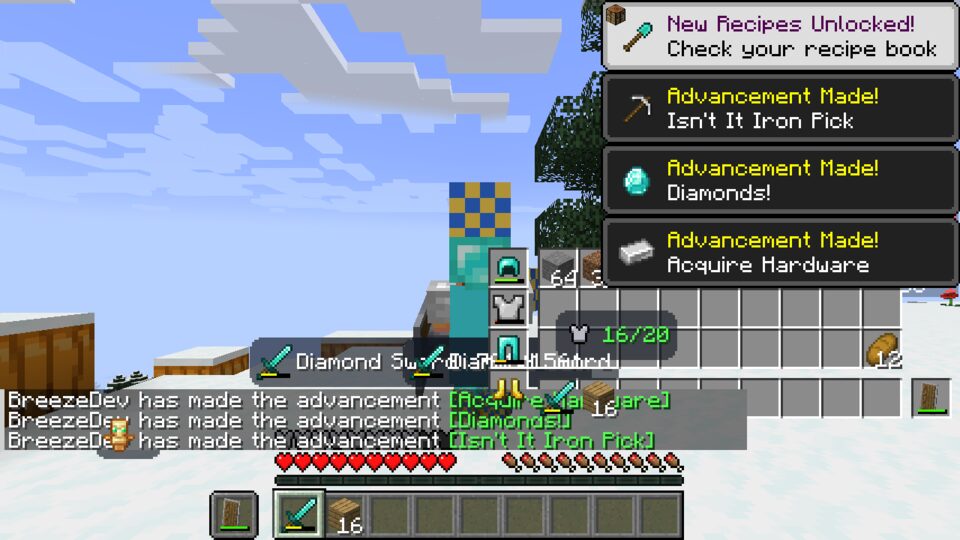 New Recipes Unlocked!
Check your recipe book
Advancement Made!
Isn't It Iron Pick
Advancement Made!
Diamonds!
Advancement Made!
Acquire Hardware
64
16/20
Diamond Sword
12
BreezeDev has made the advancement [Acquire Hardware]
16
BreezeDev has made the advancement [Diamonds!]
BreezeDev has made the advancement [Isn't It Iron Pick]
16